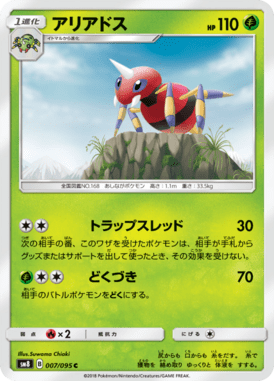 1進化
アリアドス
HP 110
イトマルから進化
全国図鑑NO.168 あしながポケモン 高さ:1.1m 重さ:33.5kg
トラップスレッド 30
次の相手の番、このワザを受けたポケモンは、相手が手札から
グッズまたはサポートを出して使ったとき、その効果を受けない。
どくづき 70
相手のバトルポケモンをどくにする。
弱点 ×2 抵抗力 にげる
Illus.Suwama Chiaki
SM8 007/095 C
©2018 Pokémon/Nintendo/Creatures/GAME FREAK.